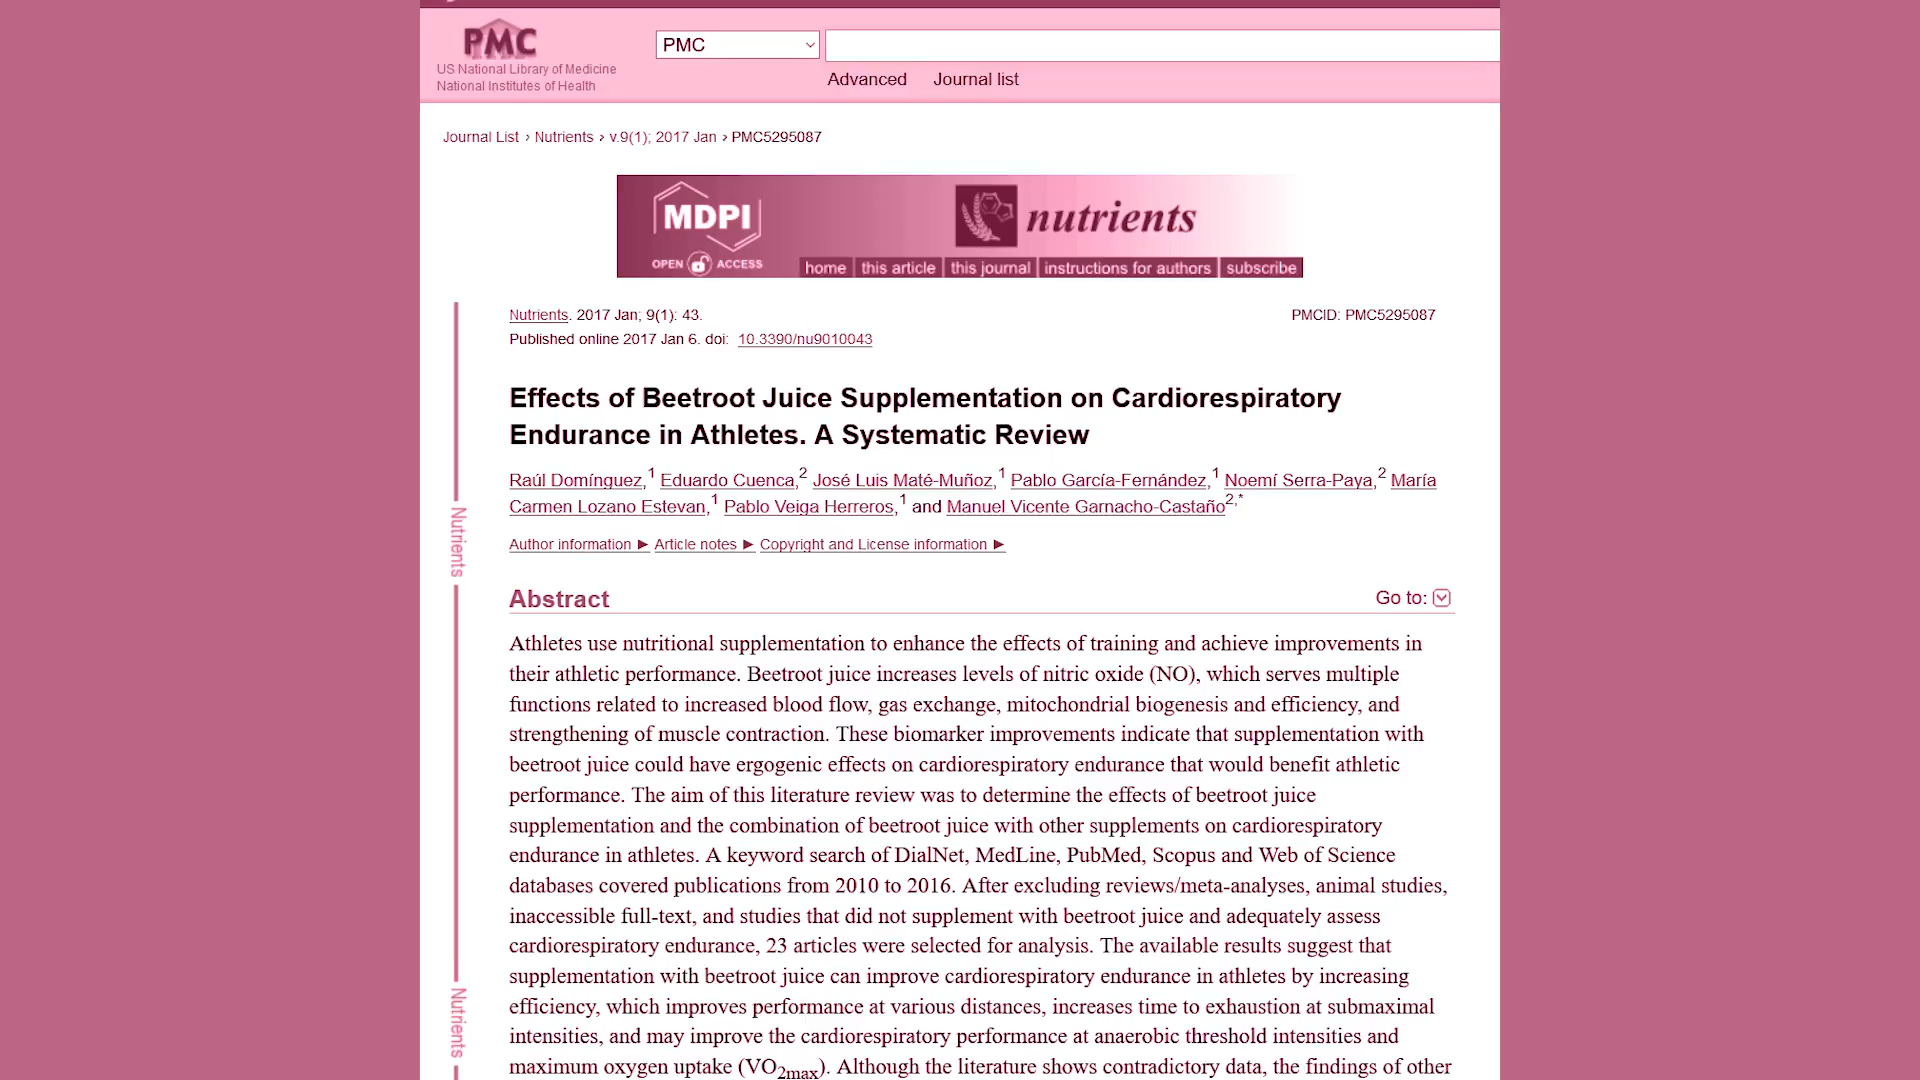 PMC
US National Library of Medicine
National Institutes of Health
PMC
Advanced Journal list
Journal List › Nutrients › v.9(1); 2017 Jan › PMC5295087
MDPI
OPEN ACCESS
nutrients
home this article this journal instructions for authors subscribe
Nutrients. 2017 Jan; 9(1): 43.
PMCID: PMC5295087
Published online 2017 Jan 6. doi: 10.3390/nu9010043
Effects of Beetroot Juice Supplementation on Cardiorespiratory
Endurance in Athletes. A Systematic Review
Raúl Domínguez,1 Eduardo Cuenca,2 José Luis Maté-Muñoz,1 Pablo García-Fernández,1 Noemí Serra-Paya,2 María
Carmen Lozano Estevan,1 Pablo Veiga Herreros,1 and Manuel Vicente Garnacho-Castaño2,*
Author information ► Article notes ► Copyright and License information ►
Abstract
Go to:
Athletes use nutritional supplementation to enhance the effects of training and achieve improvements in
their athletic performance. Beetroot juice increases levels of nitric oxide (NO), which serves multiple
functions related to increased blood flow, gas exchange, mitochondrial biogenesis and efficiency, and
strengthening of muscle contraction. These biomarker improvements indicate that supplementation with
beetroot juice could have ergogenic effects on cardiorespiratory endurance that would benefit athletic
performance. The aim of this literature review was to determine the effects of beetroot juice
supplementation and the combination of beetroot juice with other supplements on cardiorespiratory
endurance in athletes. A keyword search of DialNet, MedLine, PubMed, Scopus and Web of Science
databases covered publications from 2010 to 2016. After excluding reviews/meta-analyses, animal studies,
inaccessible full-text, and studies that did not supplement with beetroot juice and adequately assess
cardiorespiratory endurance, 23 articles were selected for analysis. The available results suggest that
supplementation with beetroot juice can improve cardiorespiratory endurance in athletes by increasing
efficiency, which improves performance at various distances, increases time to exhaustion at submaximal
intensities, and may improve the cardiorespiratory performance at anaerobic threshold intensities and
maximum oxygen uptake (VO2max). Although the literature shows contradictory data, the findings of other
Nutrients
Nutrients